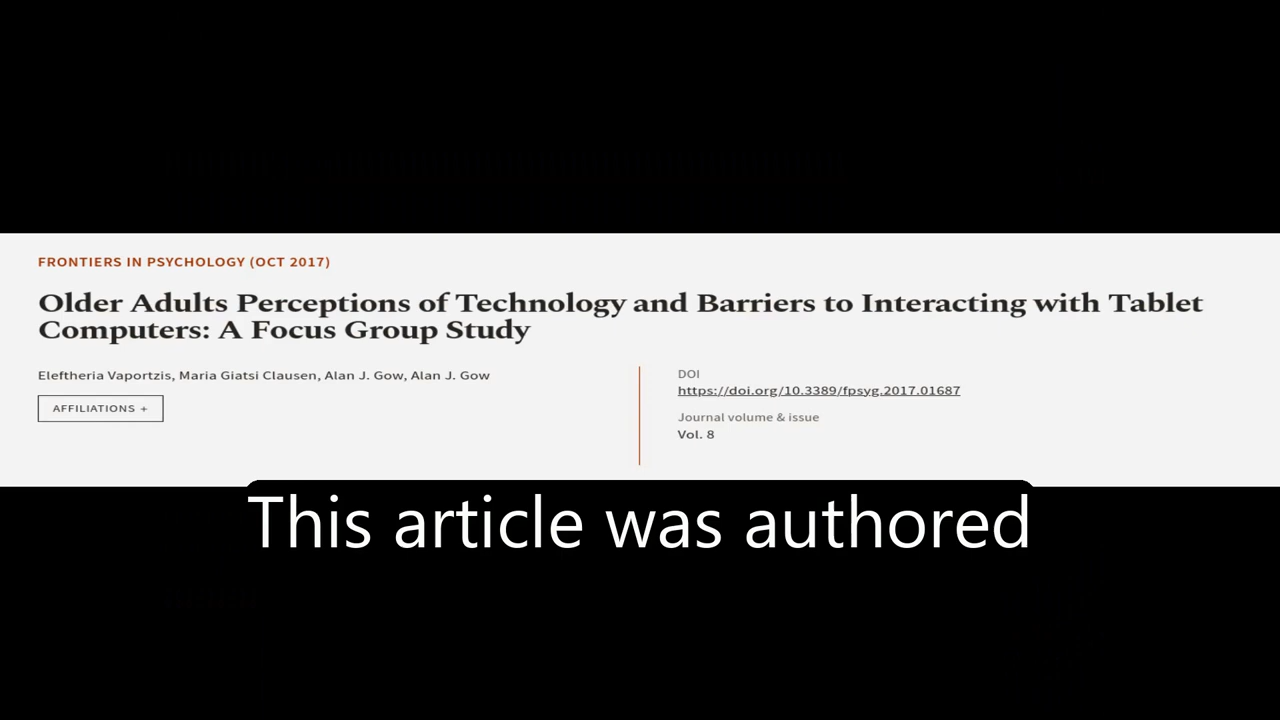 FRONTIERS IN PSYCHOLOGY (OCT 2017)
Older Adults Perceptions of Technology and Barriers to Interacting with Tablet
Computers: A Focus Group Study
Eleftheria Vaportzis, Maria Giatsi Clausen, Alan J. Gow, Alan J. Gow
AFFILIATIONS +
DOI
https://doi.org/10.3389/fpsyg.2017.01687
Journal volume & issue
Vol. 8
This article was authored